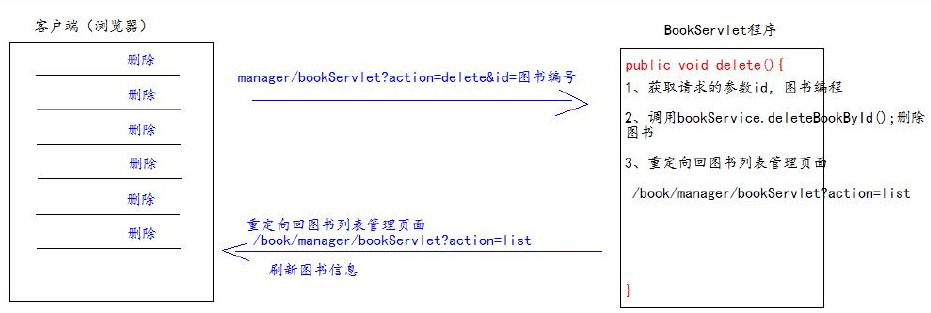 客户端（浏览器）
删除
删除
删除
删除
删除
删除
manager/bookServlet?action=delete&id=图书编号
重定向回图书列表管理页面
/book/manager/bookServlet?action=list
刷新图书信息
BookServlet程序
public void delete(){
1、获取请求的参数id，图书编程
2、调用bookService.deleteBookById();删除
图书
3、重定向回图书列表管理页面
/book/manager/bookServlet?action=list
}